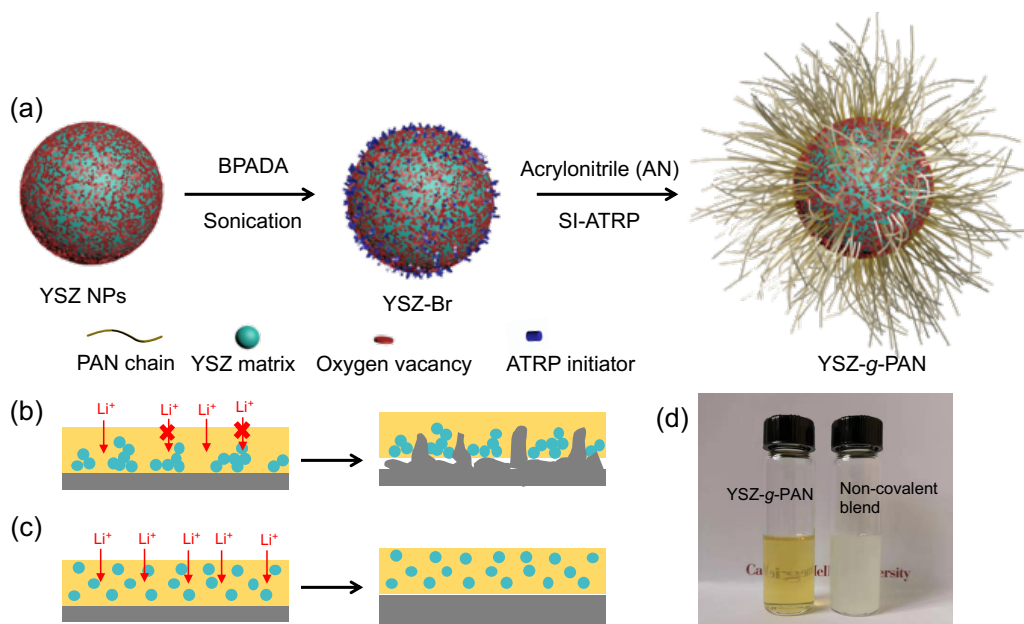 (a)
BPADA
Sonication
Acrylonitrile (AN)
SI-ATRP
YSZ NPs
YSZ-Br
YSZ-g-PAN
PAN chain
YSZ matrix
Oxygen vacancy
ATRP initiator
(b)
Li⁺
Li⁺
Li⁺
Li⁺
(c)
Li⁺
Li⁺
Li⁺
Li⁺
Li⁺
(d)
YSZ-g-PAN
Non-covalent
blend